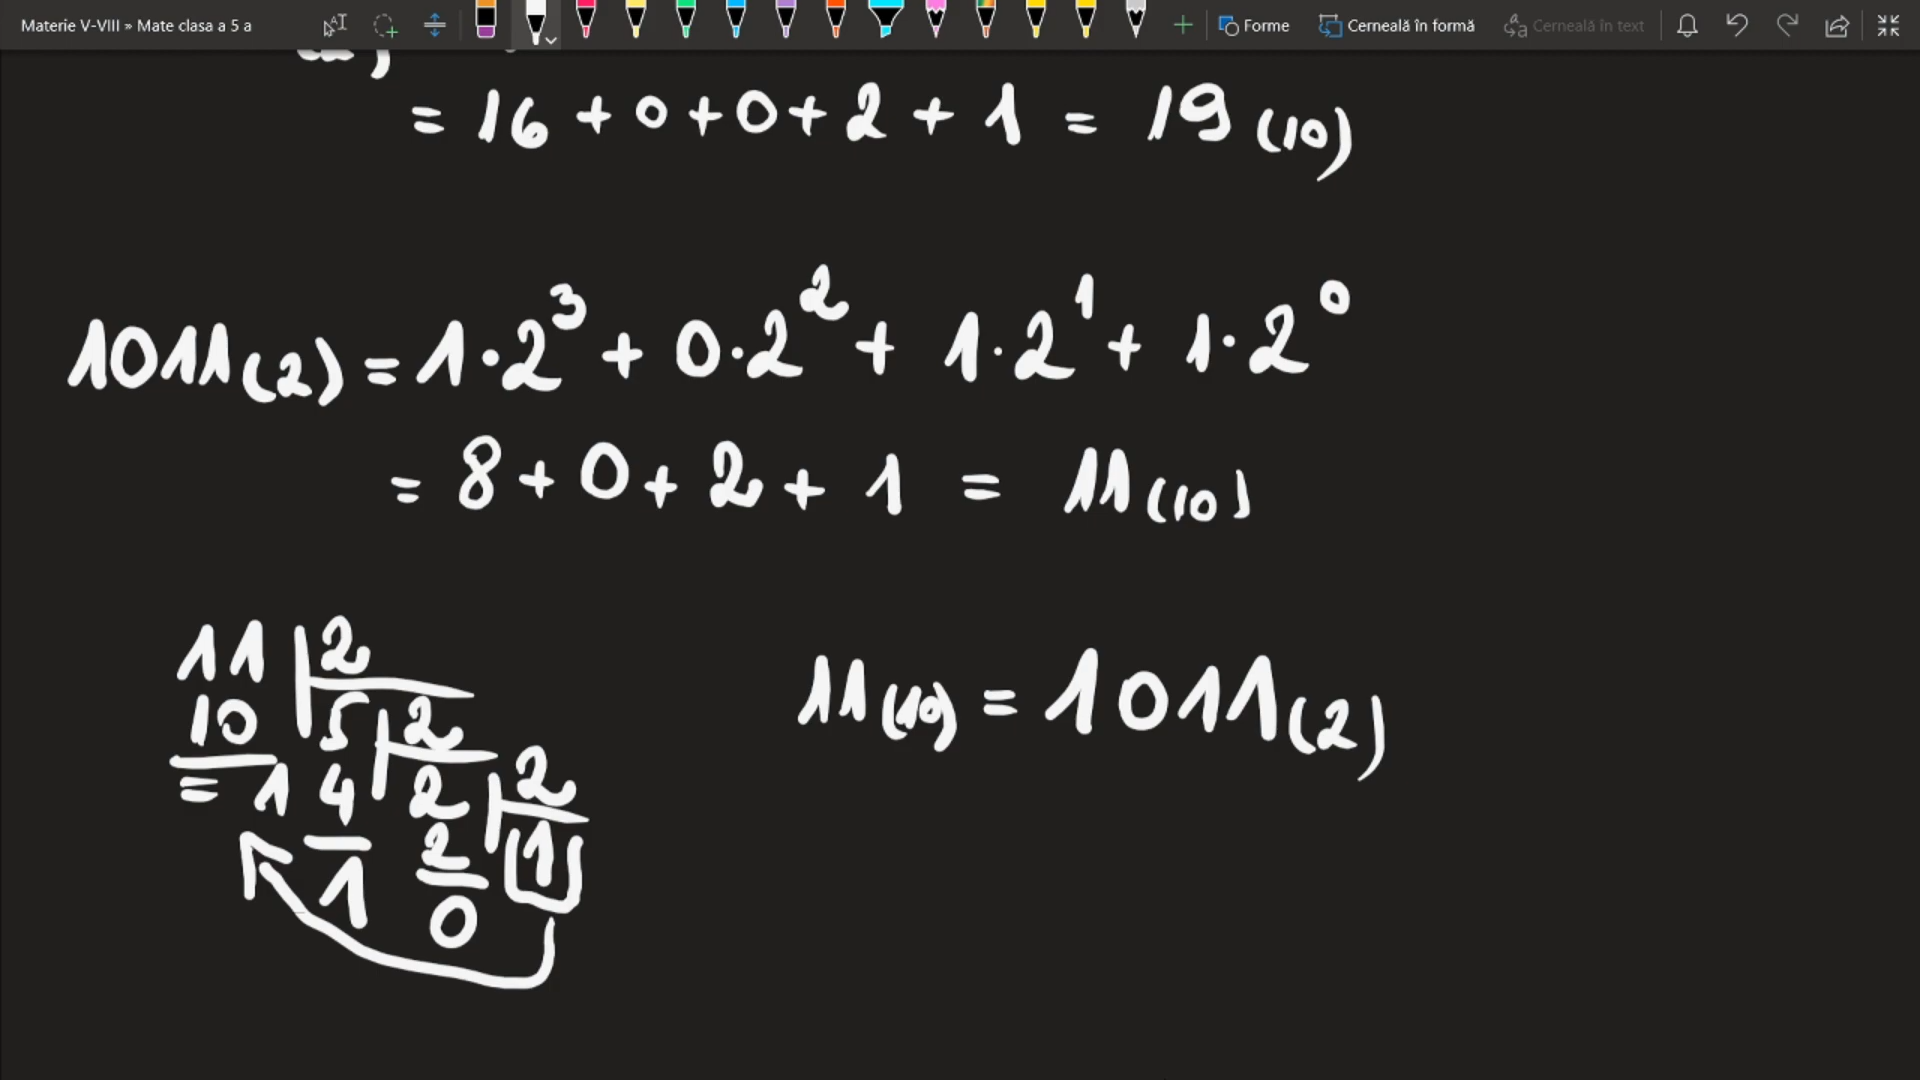 Materie V-VIII » Mate clasa a 5 a
Forme
Cerneală în formă
Cerneală în text
= 16 + 0 + 0 + 2 + 1 = 19 (10)
1011(2) = 1·2³ + 0·2² + 1·2¹ + 1·2⁰
= 8 + 0 + 2 + 1 = 11(10)
11 | 2
10 5 | 2
= 1 4 2 | 2
1 2 1
0
11(10) = 1011(2)